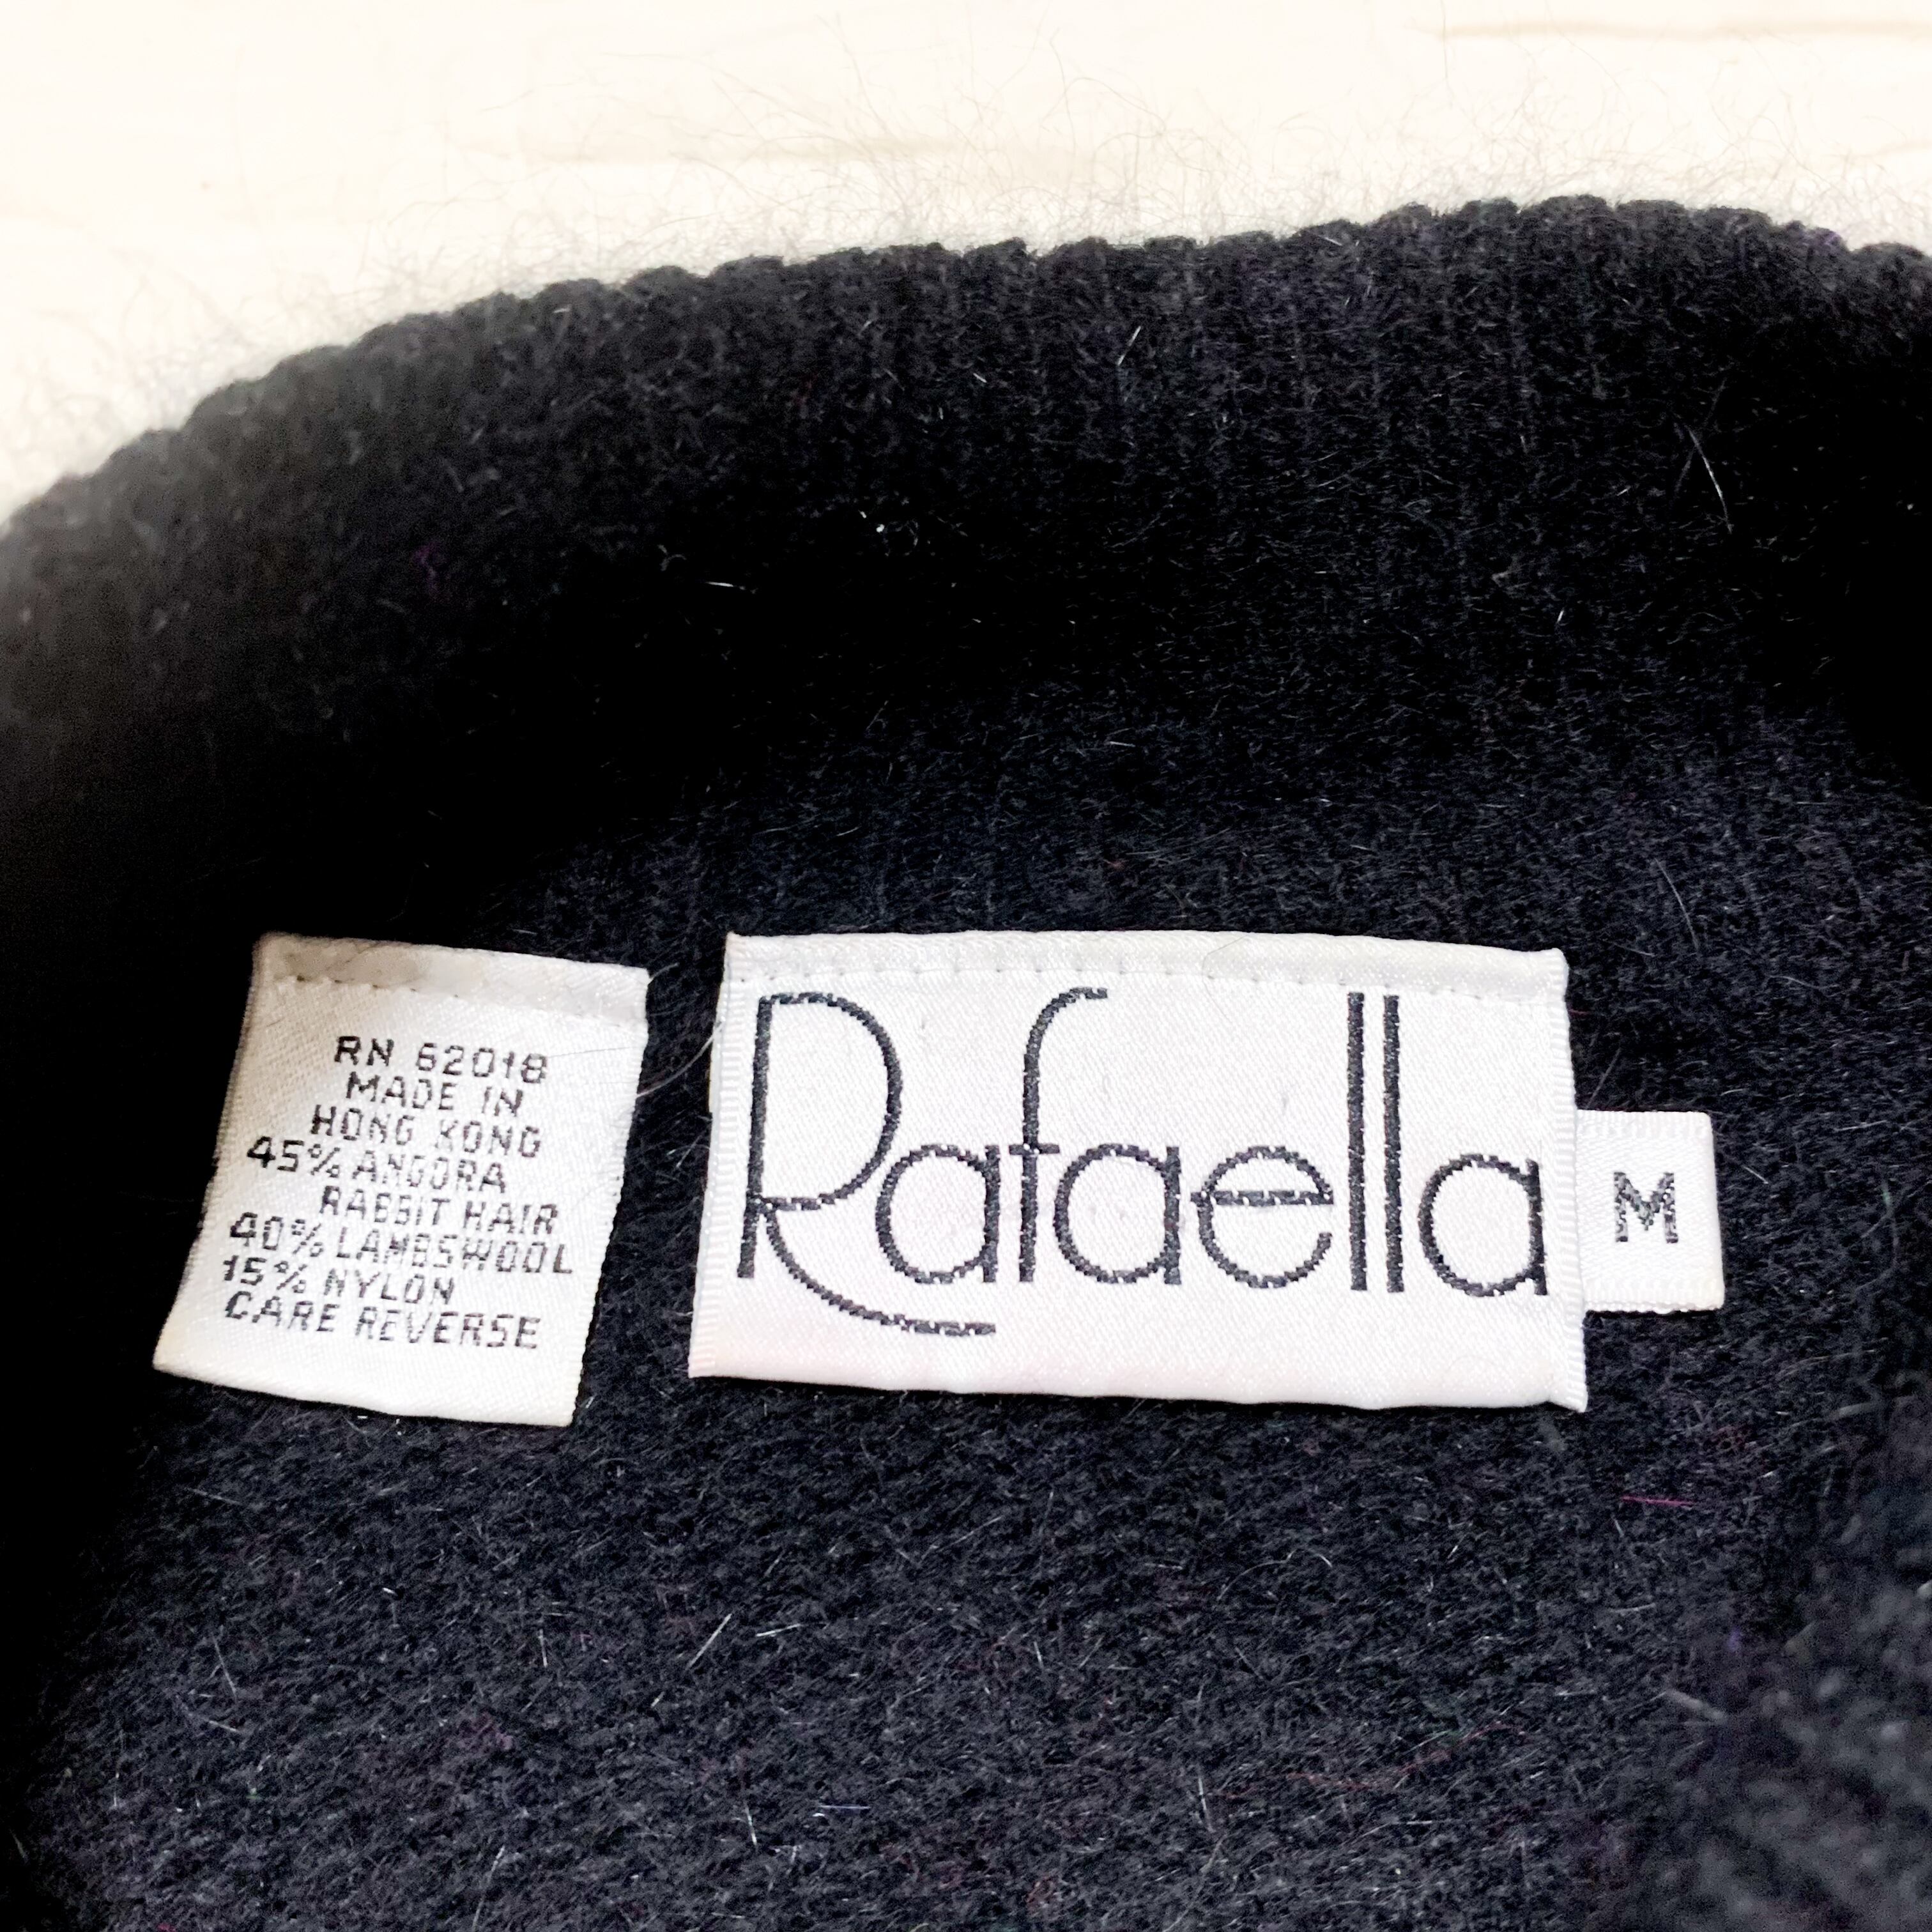 RN 62018
MADE IN
HONG KONG
45% ANGORA
RABBIT HAIR
40% LAMBSWOOL
15% NYLON
CARE REVERSE
Rafaella
M